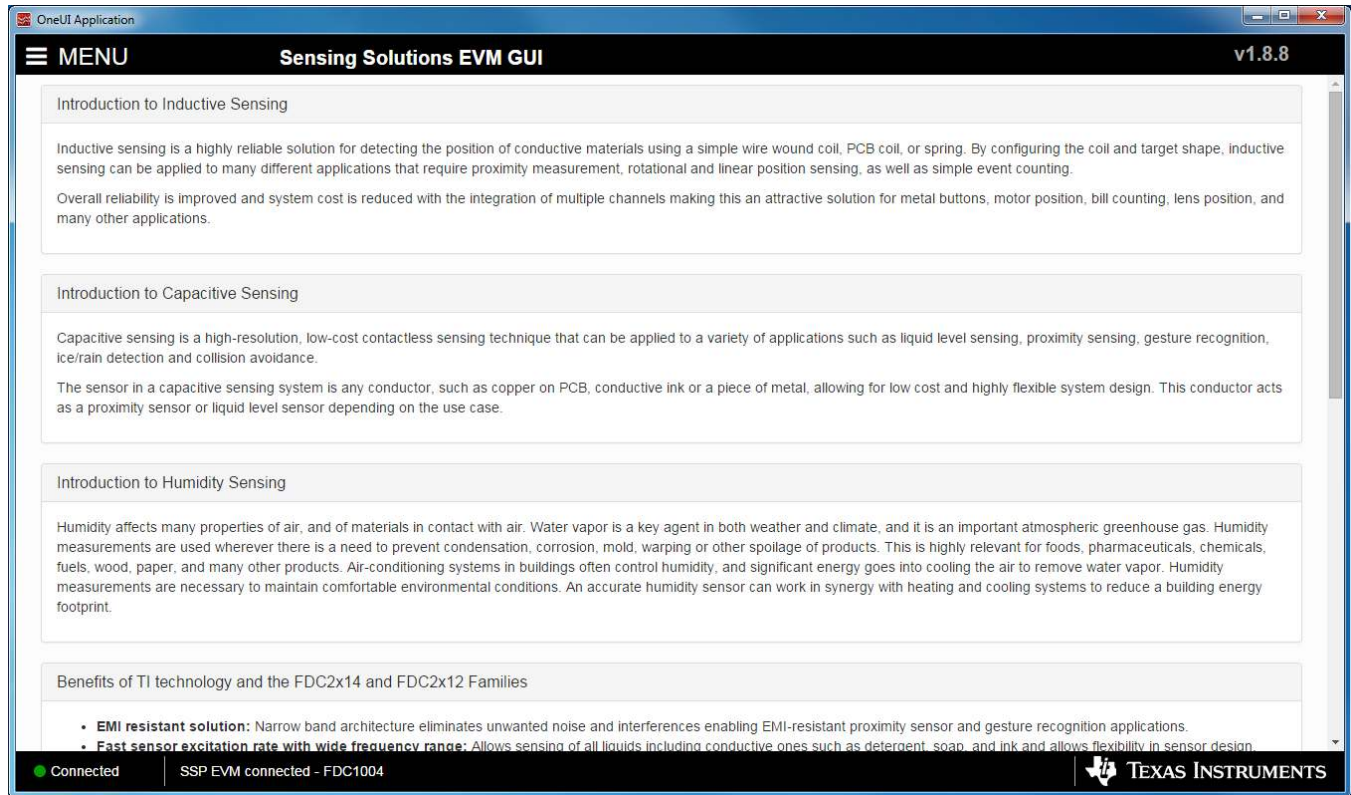 OneUI Application
MENU
Sensing Solutions EVM GUI
v1.8.8
Introduction to Inductive Sensing
Inductive sensing is a highly reliable solution for detecting the position of conductive materials using a simple wire wound coil, PCB coil, or spring. By configuring the coil and target shape, inductive
sensing can be applied to many different applications that require proximity measurement, rotational and linear position sensing, as well as simple event counting.
Overall reliability is improved and system cost is reduced with the integration of multiple channels making this an attractive solution for metal buttons, motor position, bill counting, lens position, and
many other applications.
Introduction to Capacitive Sensing
Capacitive sensing is a high-resolution, low-cost contactless sensing technique that can be applied to a variety of applications such as liquid level sensing, proximity sensing, gesture recognition,
ice/rain detection and collision avoidance.
The sensor in a capacitive sensing system is any conductor, such as copper on PCB, conductive ink or a piece of metal, allowing for low cost and highly flexible system design. This conductor acts
as a proximity sensor or liquid level sensor depending on the use case.
Introduction to Humidity Sensing
Humidity affects many properties of air, and of materials in contact with air. Water vapor is a key agent in both weather and climate, and it is an important atmospheric greenhouse gas. Humidity
measurements are used wherever there is a need to prevent condensation, corrosion, mold, warping or other spoilage of products. This is highly relevant for foods, pharmaceuticals, chemicals,
fuels, wood, paper, and many other products. Air-conditioning systems in buildings often control humidity, and significant energy goes into cooling the air to remove water vapor. Humidity
measurements are necessary to maintain comfortable environmental conditions. An accurate humidity sensor can work in synergy with heating and cooling systems to reduce a building energy
footprint.
Benefits of TI technology and the FDC2x14 and FDC2x12 Families
• EMI resistant solution: Narrow band architecture eliminates unwanted noise and interferences enabling EMI-resistant proximity sensor and gesture recognition applications.
• Fast sensor excitation rate with wide frequency range: Allows sensing of all liquids including conductive ones such as detergent, soap, and ink and allows flexibility in sensor design.
Connected
SSP EVM connected - FDC1004
TEXAS INSTRUMENTS